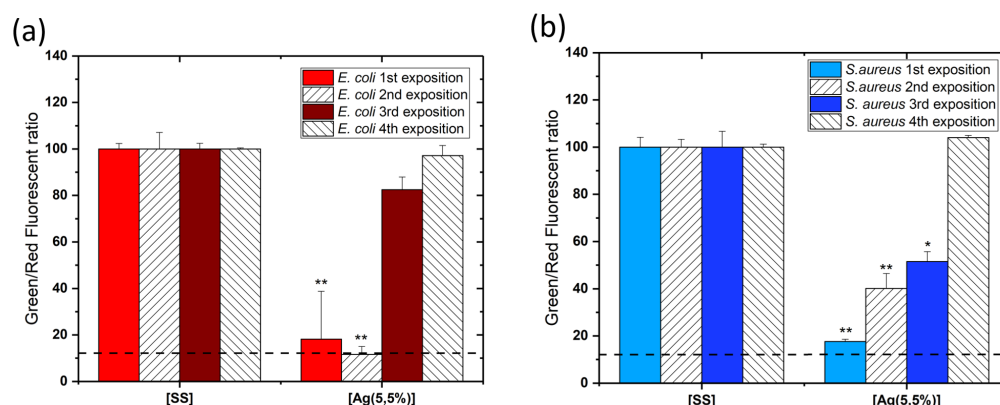 (a)
Green/Red Fluorescent ratio
140
120
100
80
60
40
20
0
E. coli 1st exposition
E. coli 2nd exposition
E. coli 3rd exposition
E. coli 4th exposition
**
**
[SS]
[Ag(5,5%)]
(b)
Green/Red Fluorescent ratio
140
120
100
80
60
40
20
0
S.aureus 1st exposition
S.aureus 2nd exposition
S. aureus 3rd exposition
S. aureus 4th exposition
**
**
*
[SS]
[Ag(5,5%)]